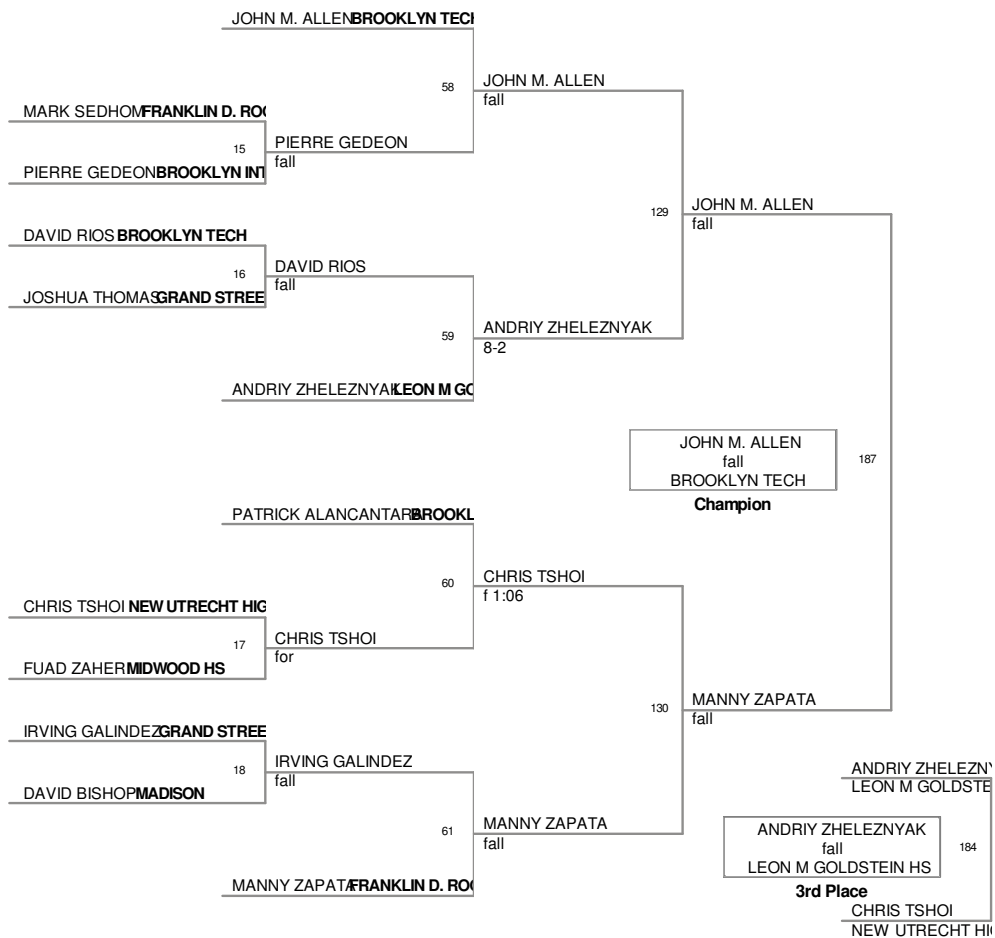 JOHN M. ALLEN BROOKLYN TECH
58
JOHN M. ALLEN
fall
MARK SEDHOM FRANKLIN D. ROO
15
PIERRE GEDEON
fall
PIERRE GEDEON BROOKLYN INT
129
JOHN M. ALLEN
fall
DAVID RIOS BROOKLYN TECH
16
DAVID RIOS
fall
JOSHUA THOMAS GRAND STREE
59
ANDRIY ZHELEZNYAK
8-2
ANDRIY ZHELEZNYAK LEON M GO
JOHN M. ALLEN
fall
BROOKLYN TECH
187
Champion
PATRICK ALANCANTARA BROOKL
60
CHRIS TSHOI
f 1:06
CHRIS TSHOI NEW UTRECHT HIG
17
CHRIS TSHOI
for
FUAD ZAHER MIDWOOD HS
130
MANNY ZAPATA
fall
IRVING GALINDEZ GRAND STREE
18
IRVING GALINDEZ
fall
DAVID BISHOP MADISON
61
MANNY ZAPATA
fall
MANNY ZAPATA FRANKLIN D. ROO
ANDRIY ZHELEZNY
LEON M GOLDSTE
ANDRIY ZHELEZNYAK
fall
LEON M GOLDSTEIN HS
184
3rd Place
CHRIS TSHOI
NEW UTRECHT HI